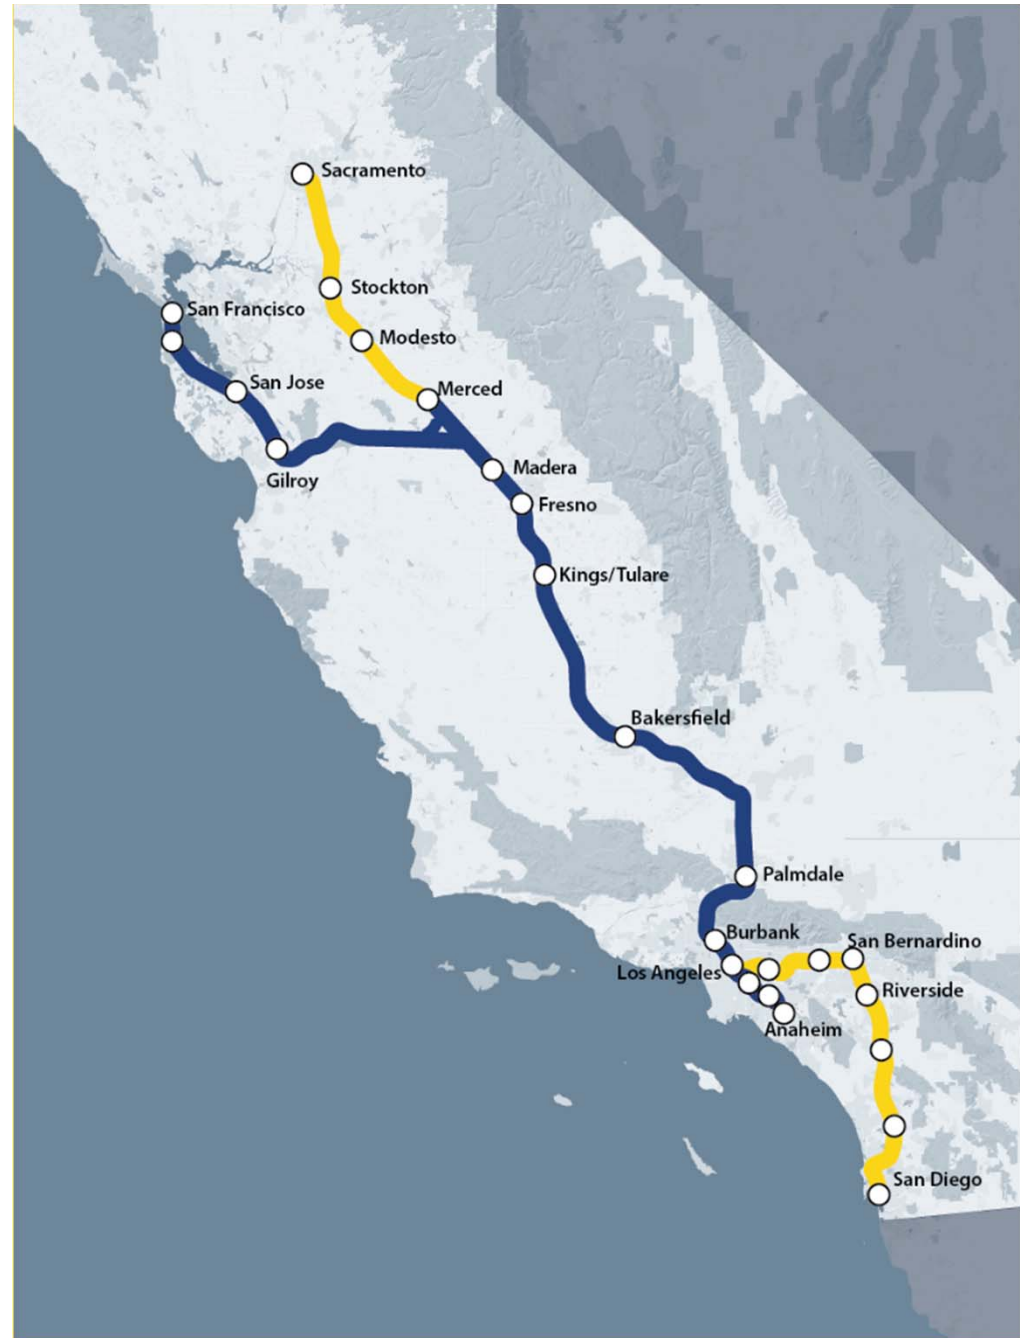 Sacramento
Stockton
San Francisco
Modesto
San Jose
Merced
Gilroy
Madera
Fresno
Kings/Tulare
Bakersfield
Palmdale
Burbank
San Bernardino
Los Angeles
Riverside
Anaheim
San Diego